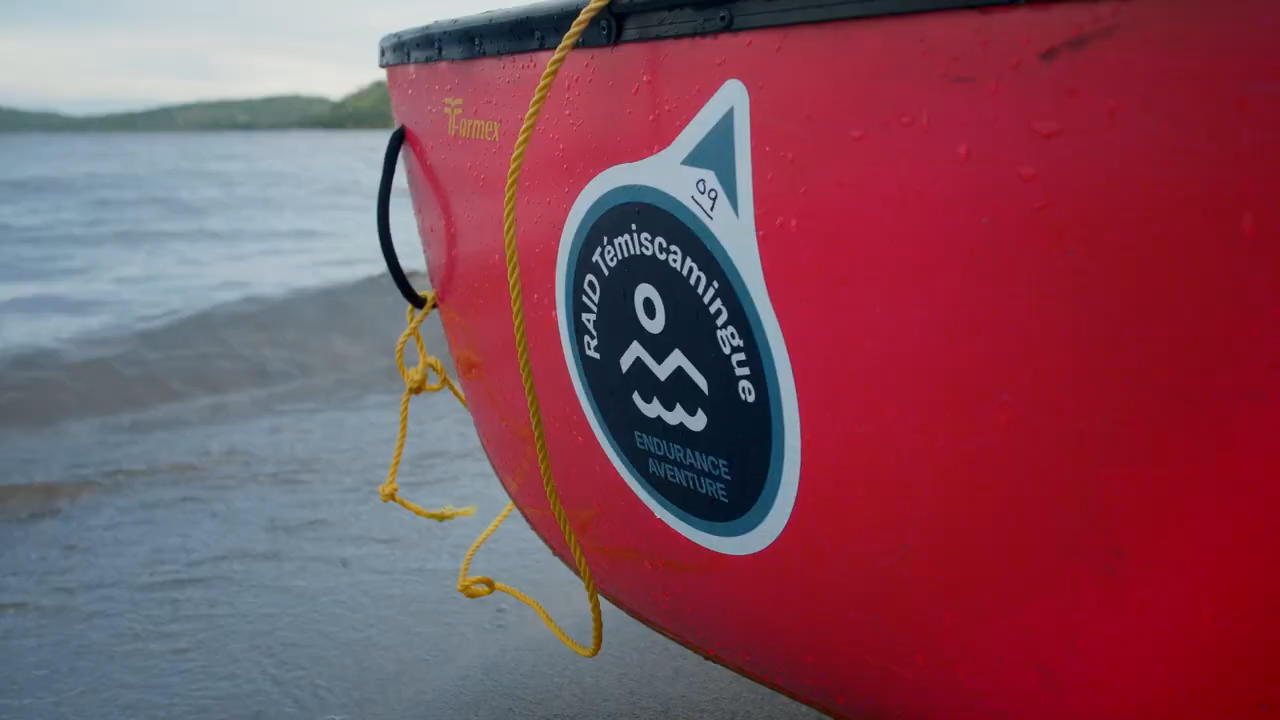 T-Formex
09
RAID Témiscamingue
ENDURANCE
AVENTURE